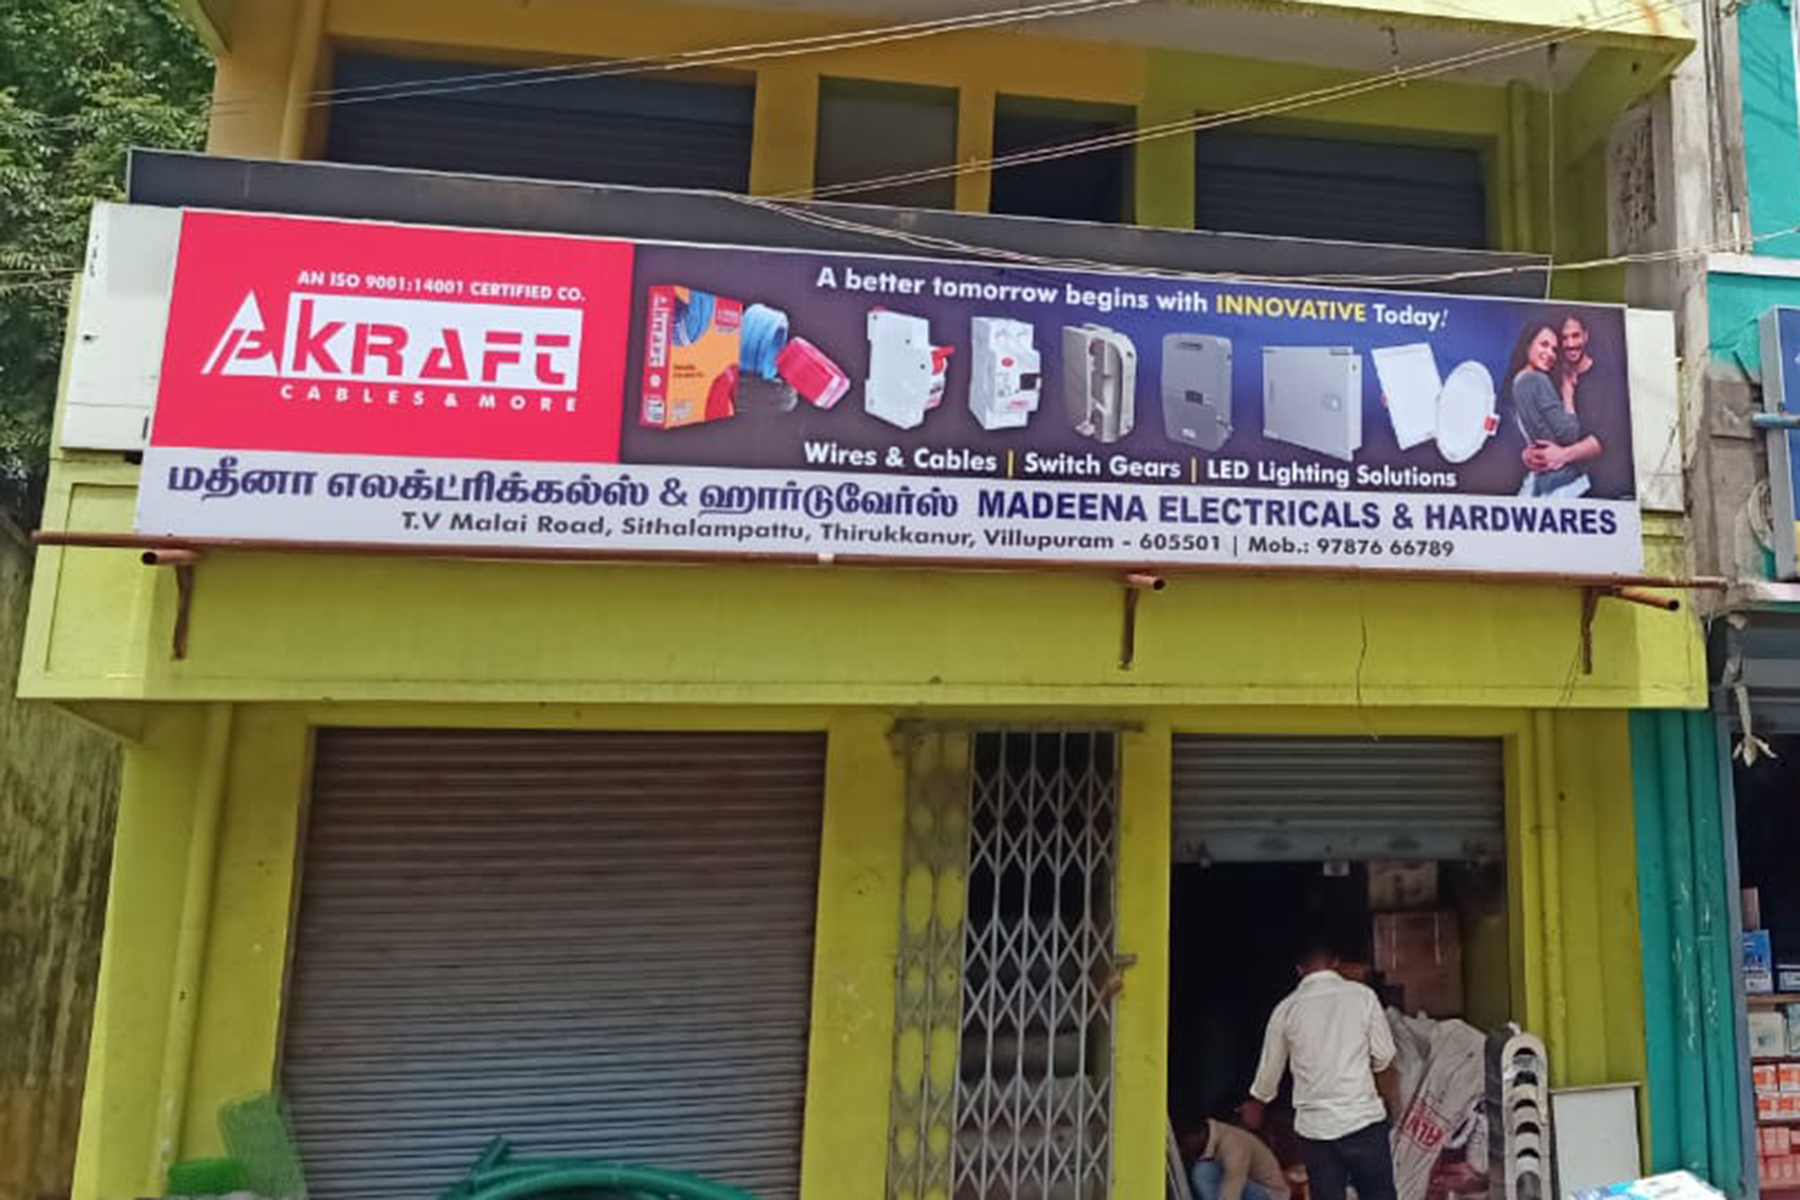 AN ISO 9001:14001 CERTIFIED CO.
AKRAFT
CABLES & MORE
A better tomorrow begins with INNOVATIVE Today!
Wires & Cables | Switch Gears | LED Lighting Solutions
மதீனா எலக்ட்ரிக்கல்ஸ் & ஹார்டுவேர்ஸ் MADEENA ELECTRICALS & HARDWARES
T.V Malai Road, Sithalampattu, Thirukkanur, Villupuram - 605501 | Mob.: 97876 66789